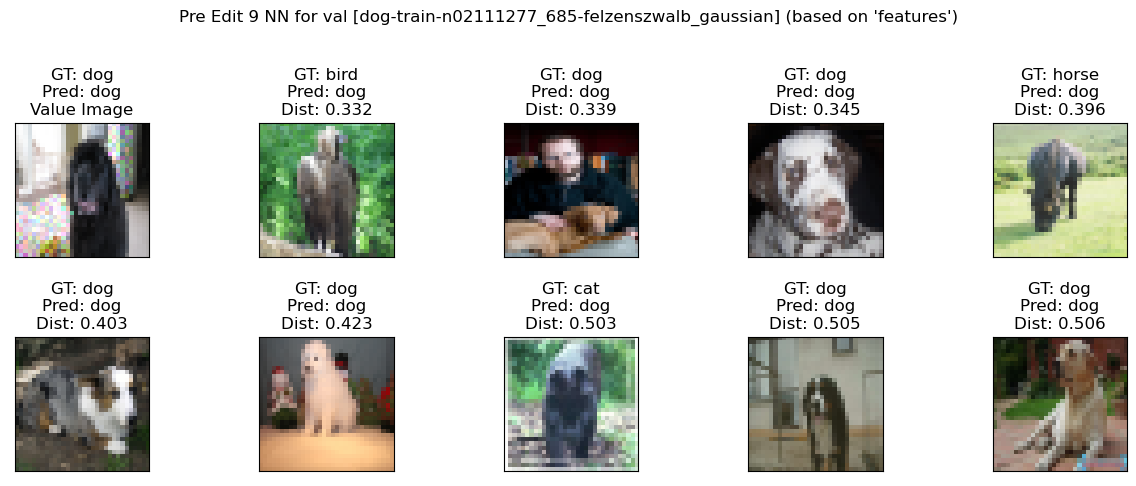 Pre Edit 9 NN for val [dog-train-n02111277_685-felzenszwalb_gaussian] (based on 'features')
GT: dog
Pred: dog
Value Image
GT: bird
Pred: dog
Dist: 0.332
GT: dog
Pred: dog
Dist: 0.339
GT: dog
Pred: dog
Dist: 0.345
GT: horse
Pred: dog
Dist: 0.396
GT: dog
Pred: dog
Dist: 0.403
GT: dog
Pred: dog
Dist: 0.423
GT: cat
Pred: dog
Dist: 0.503
GT: dog
Pred: dog
Dist: 0.505
GT: dog
Pred: dog
Dist: 0.506